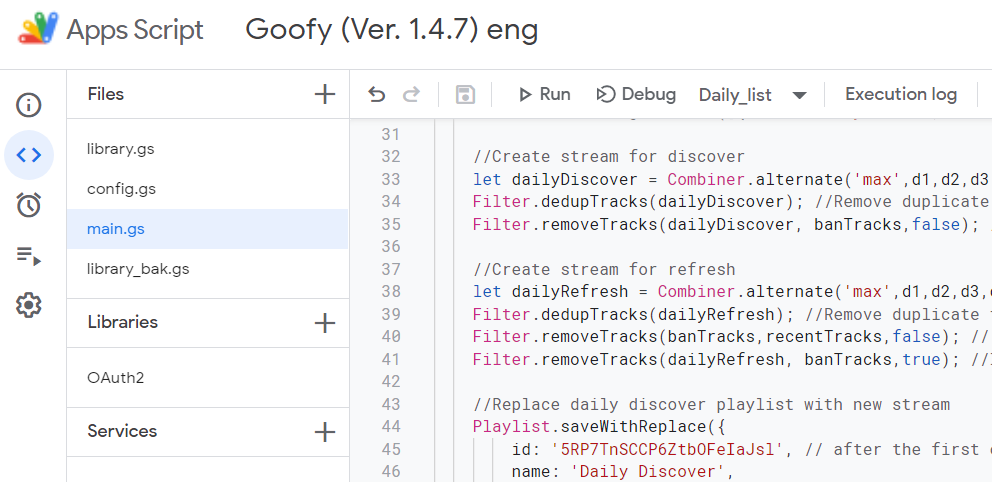 Apps Script Goofy (Ver. 1.4.7) eng
Files
library.gs
config.gs
main.gs
library_bak.gs
Libraries
OAuth2
Services
Run Debug Daily_list Execution log
31
32 //Create stream for discover
33 let dailyDiscover = Combiner.alternate('max',d1,d2,d3
34 Filter.dedupTracks(dailyDiscover); //Remove duplicate
35 Filter.removeTracks(dailyDiscover, banTracks,false);
36
37 //Create stream for refresh
38 let dailyRefresh = Combiner.alternate('max',d1,d2,d3,
39 Filter.dedupTracks(dailyRefresh); //Remove duplicate
40 Filter.removeTracks(banTracks,recentTracks,false); //
41 Filter.removeTracks(dailyRefresh, banTracks,true); //
42
43 //Replace daily discover playlist with new stream
44 Playlist.saveWithReplace({
45 id: '5RP7TnSCCP6ZtbOFeIaJsl', // after the first
46 name: 'Daily Discover',